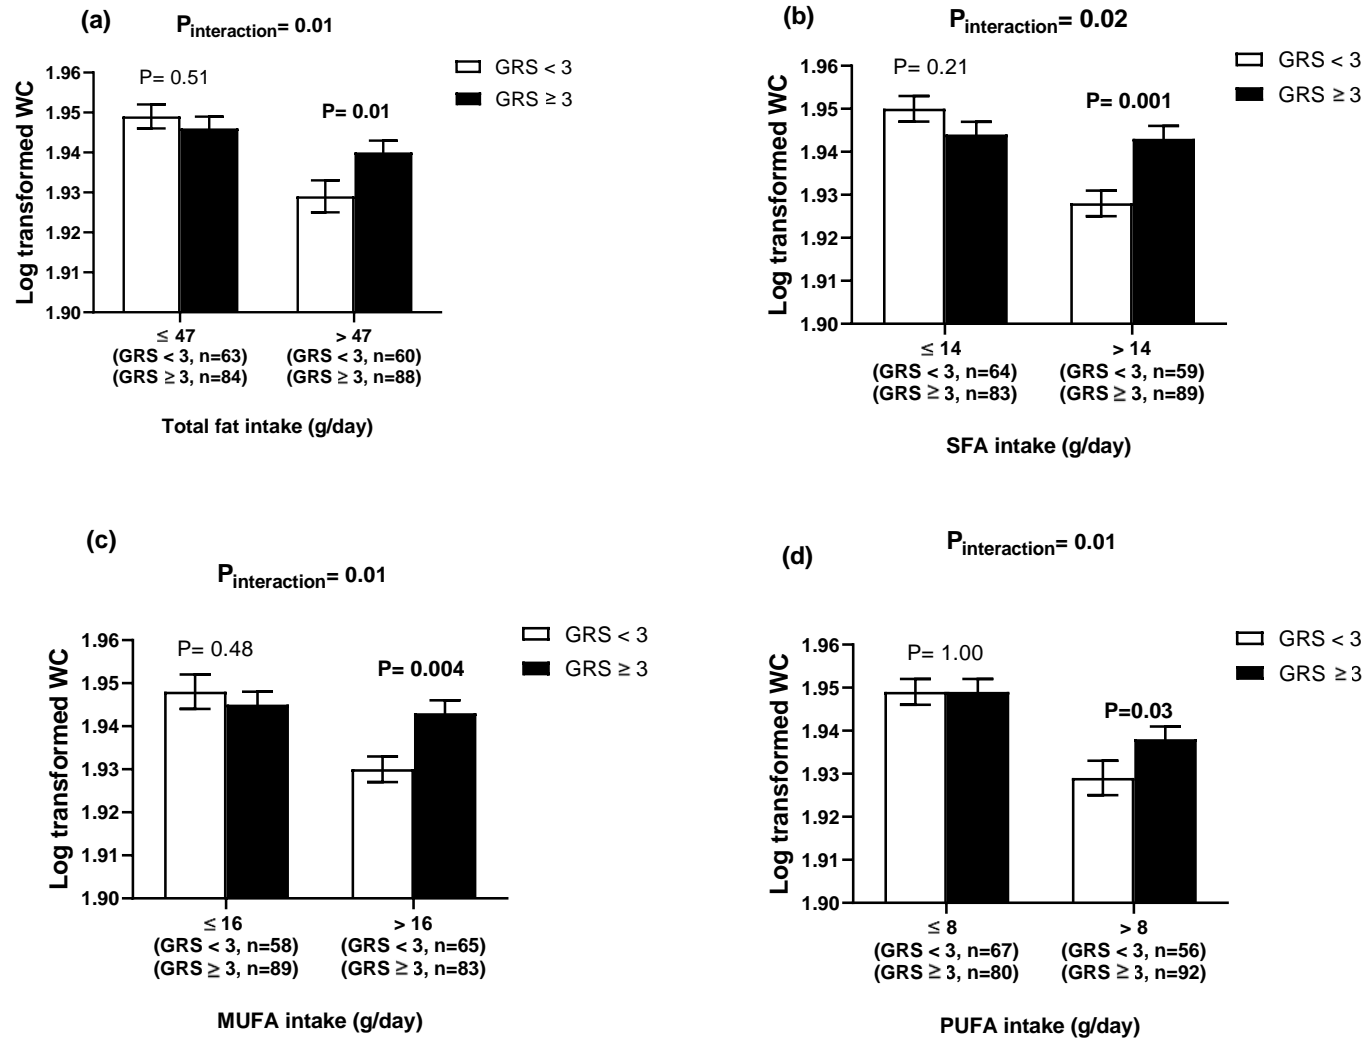 (a)
P interaction= 0.01
GRS < 3
GRS ≥ 3
Log transformed WC
1.96
1.95
1.94
1.93
1.92
1.91
1.90
P= 0.51
P= 0.01
≤ 47
(GRS < 3, n=63)
(GRS ≥ 3, n=84)
> 47
(GRS < 3, n=60)
(GRS ≥ 3, n=88)
Total fat intake (g/day)
(b)
P interaction= 0.02
GRS < 3
GRS ≥ 3
Log transformed WC
1.96
1.95
1.94
1.93
1.92
1.91
1.90
P= 0.21
P= 0.001
≤ 14
(GRS < 3, n=64)
(GRS ≥ 3, n=83)
> 14
(GRS < 3, n=59)
(GRS ≥ 3, n=89)
SFA intake (g/day)
(c)
P interaction= 0.01
GRS < 3
GRS ≥ 3
Log transformed WC
1.96
1.95
1.94
1.93
1.92
1.91
1.90
P= 0.48
P= 0.004
≤ 16
(GRS < 3, n=58)
(GRS ≥ 3, n=89)
> 16
(GRS < 3, n=65)
(GRS ≥ 3, n=83)
MUFA intake (g/day)
(d)
P interaction= 0.01
GRS < 3
GRS ≥ 3
Log transformed WC
1.96
1.95
1.94
1.93
1.92
1.91
1.90
P= 1.00
P=0.03
≤ 8
(GRS < 3, n=67)
(GRS ≥ 3, n=80)
> 8
(GRS < 3, n=56)
(GRS ≥ 3, n=92)
PUFA intake (g/day)